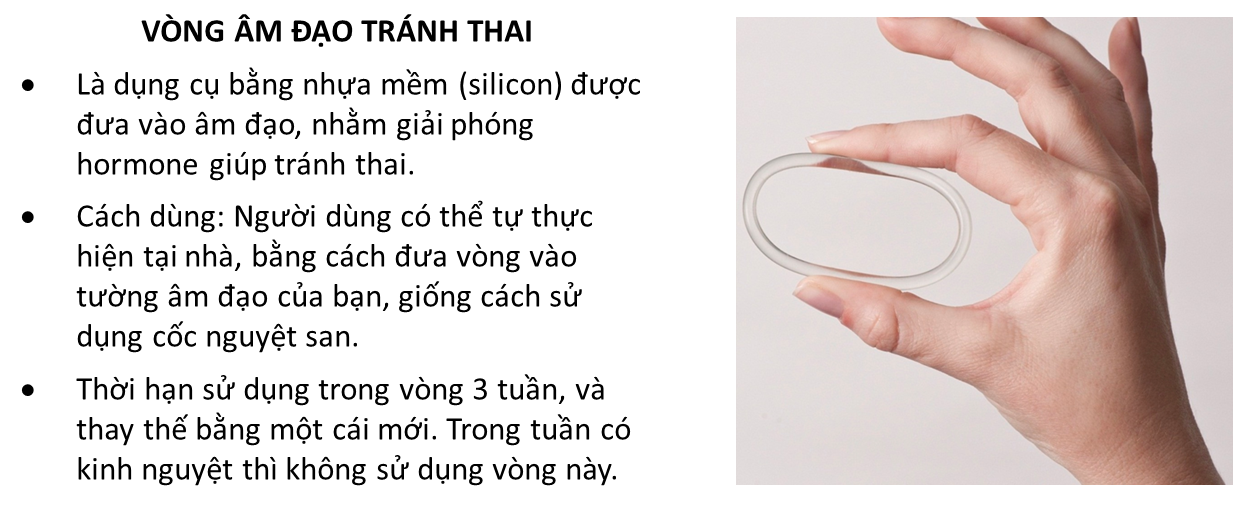 VÒNG ÂM ĐẠO TRÁNH THAI
• Là dụng cụ bằng nhựa mềm (silicon) được
đưa vào âm đạo, nhằm giải phóng
hormone giúp tránh thai.
• Cách dùng: Người dùng có thể tự thực
hiện tại nhà, bằng cách đưa vòng vào
tường âm đạo của bạn, giống cách sử
dụng cốc nguyệt san.
• Thời hạn sử dụng trong vòng 3 tuần, và
thay thế bằng một cái mới. Trong tuần có
kinh nguyệt thì không sử dụng vòng này.